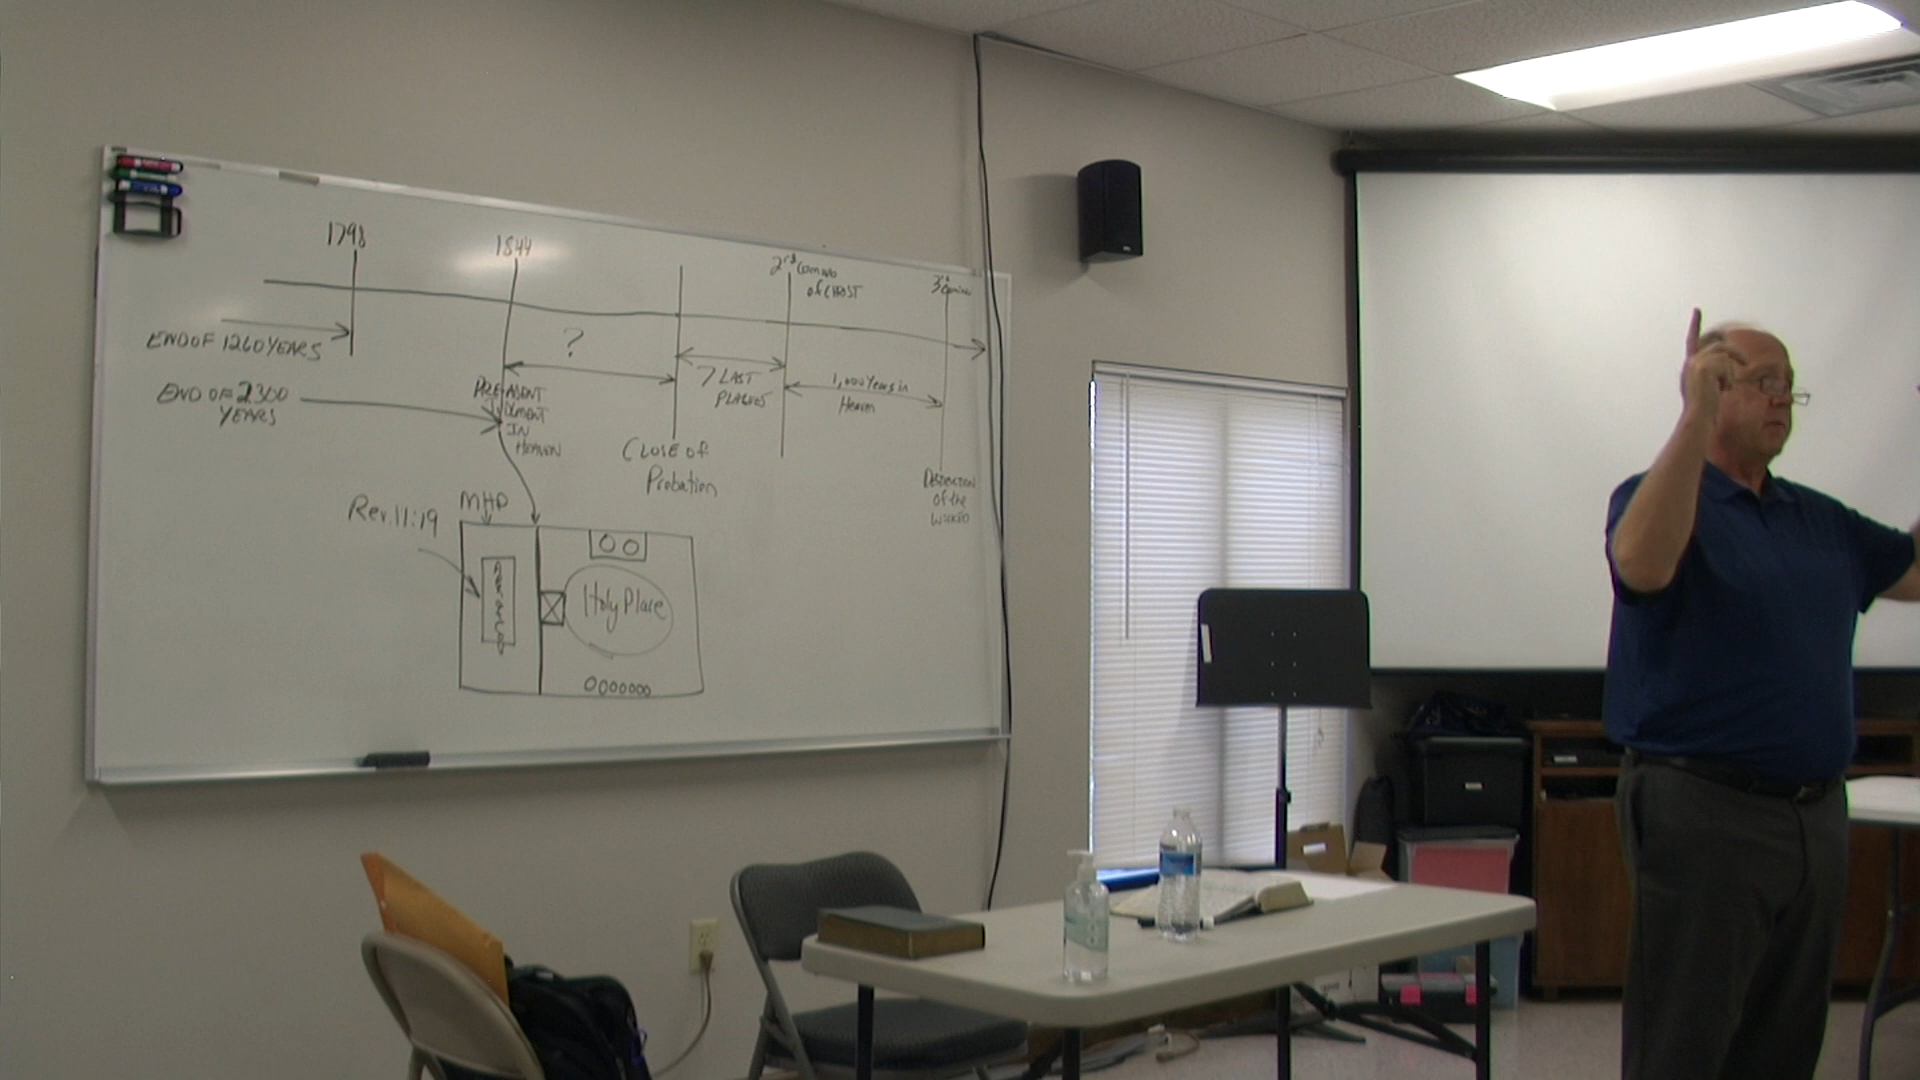 1798
1844
2nd Coming
of CHRIST
3rd Coming
END OF 1260 YEARS
?
END OF 2300
YEARS
PRE-ADVENT
JUDGMENT
IN
HEAVEN
7 LAST
PLAGUES
1,000 Years in
Heaven
CLOSE of
Probation
DESTRUCTION
of the
WICKED
Rev. 11:19
MHP
Holy Place